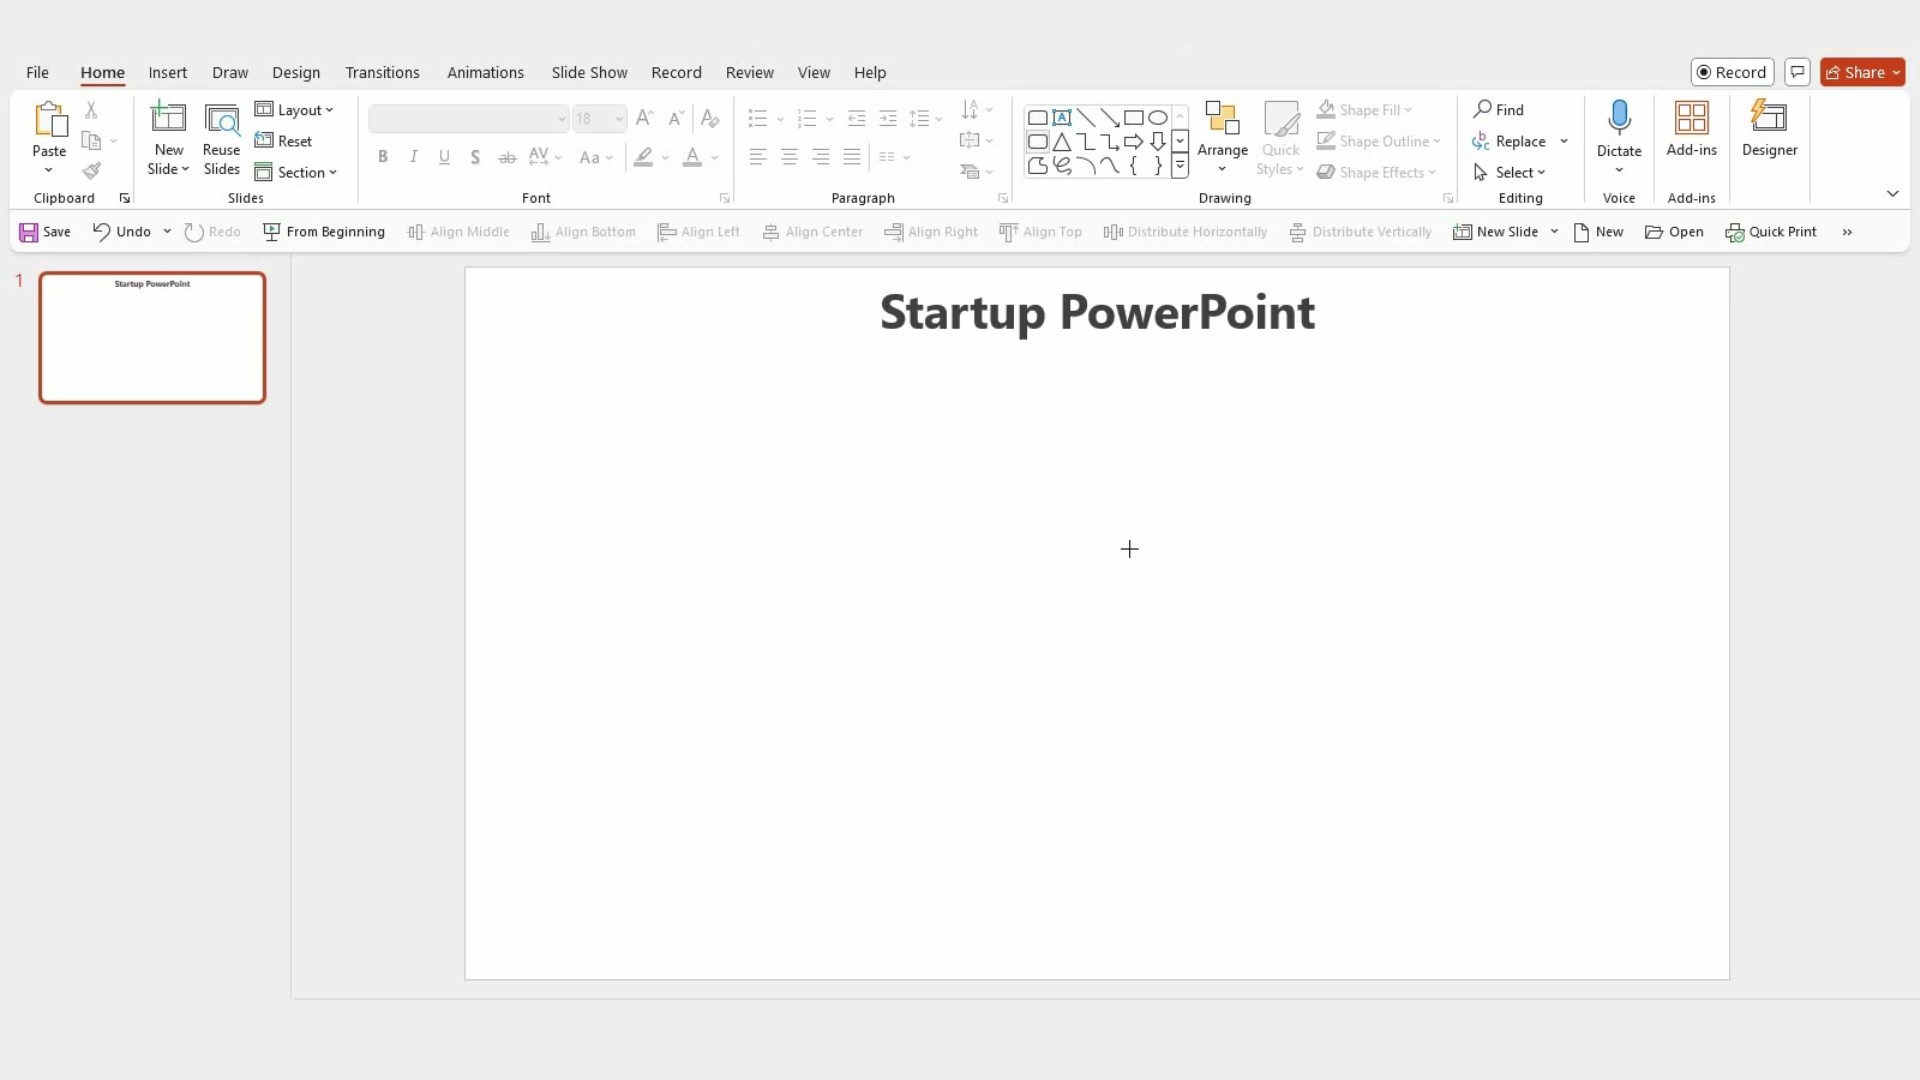 File Home Insert Draw Design Transitions Animations Slide Show Record Review View Help Record Share
Paste
Clipboard
New Slide
Reuse Slides
Layout
Reset
Section
Slides
18
A A A
B I U S ab AV Aa A
Font
Paragraph
A
Arrange
Quick Styles
Shape Fill
Shape Outline
Shape Effects
Drawing
Find
Replace
Select
Editing
Dictate
Voice
Add-ins
Add-ins
Designer
Save Undo Redo From Beginning Align Middle Align Bottom Align Left Align Center Align Right Align Top Distribute Horizontally Distribute Vertically New Slide New Open Quick Print »
1
Startup PowerPoint
Startup PowerPoint